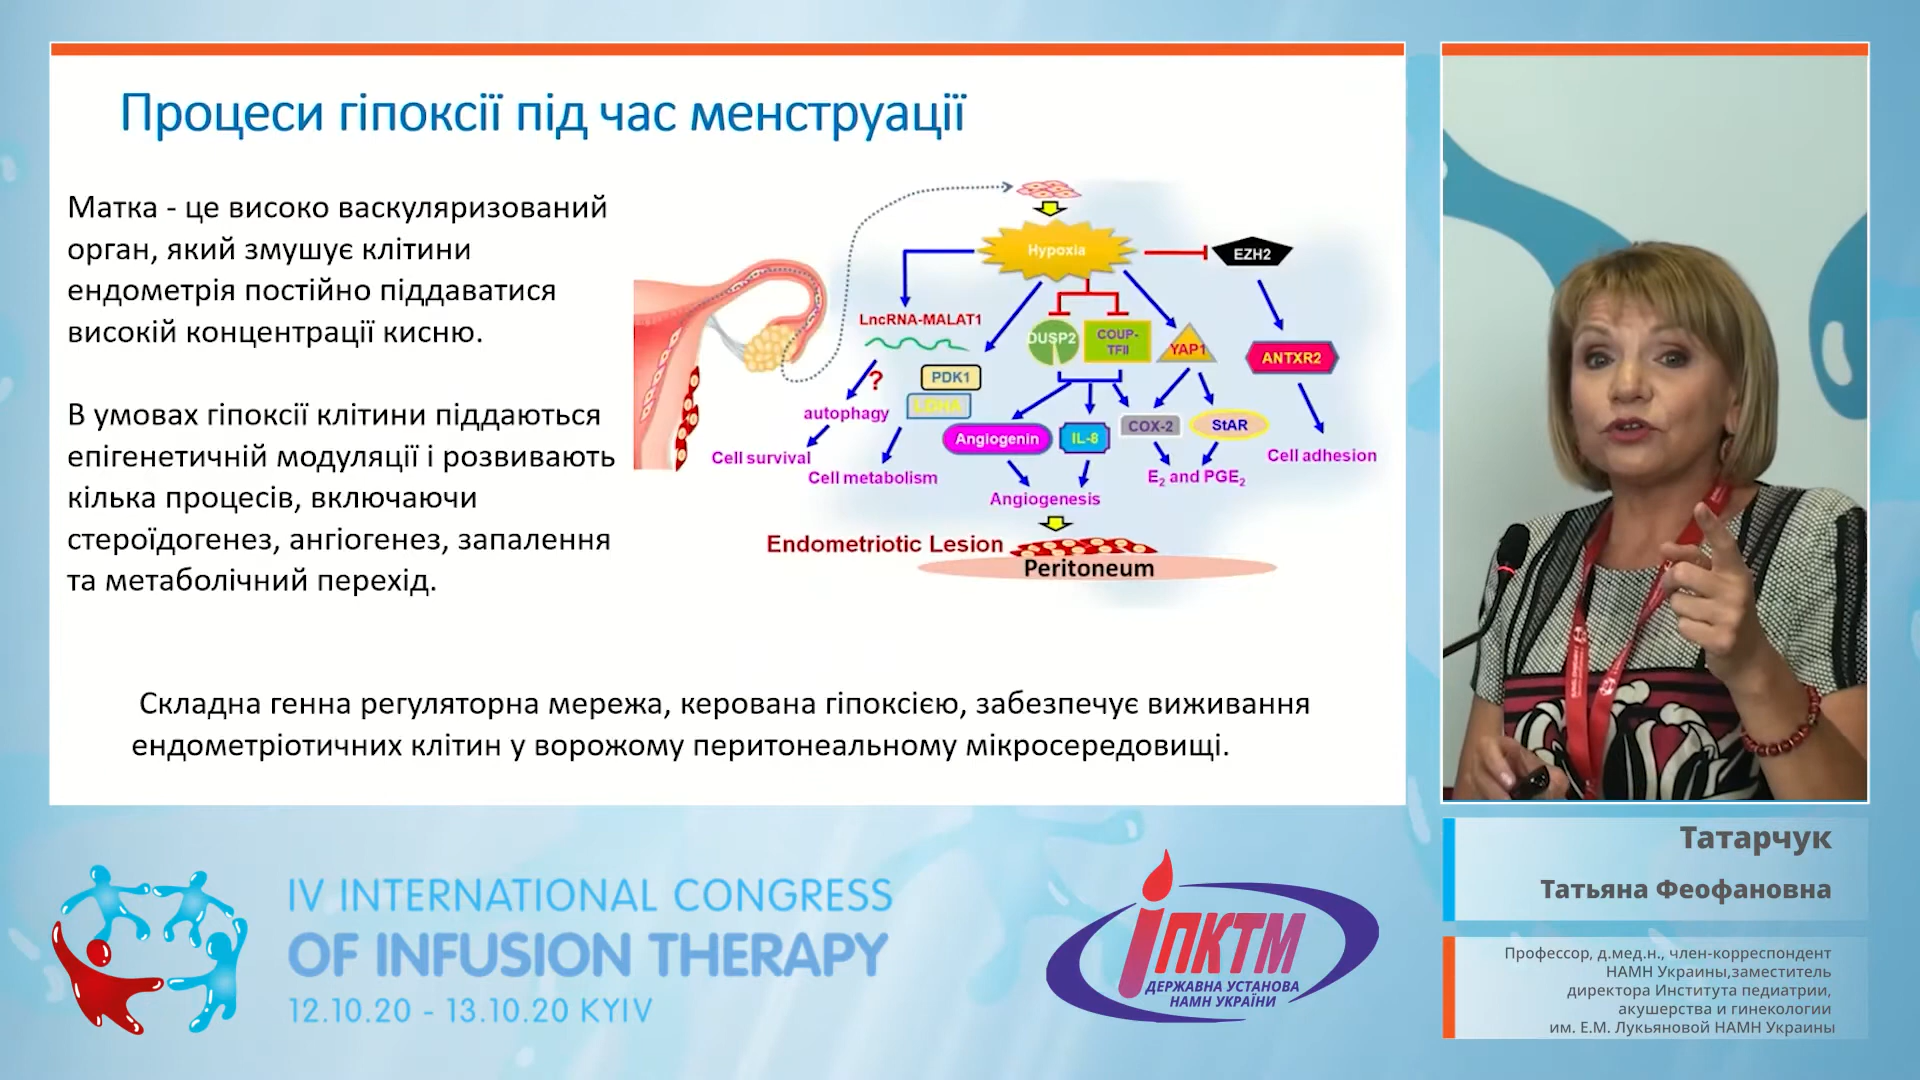 Процеси гіпоксії під час менструації
Матка - це високо васкуляризований
орган, який змушує клітини
ендометрія постійно піддаватися
високій концентрації кисню.
В умовах гіпоксії клітини піддаються
епігенетичній модуляції і розвивають
кілька процесів, включаючи
стероїдогенез, ангіогенез, запалення
та метаболічний перехід.
Hypoxia
EZH2
LncRNA-MALAT1
DUSP2
COUP-
TFII
YAP1
ANTXR2
?
PDK1
LDHA
autophagy
Angiogenin
IL-8
COX-2
StAR
Cell survival
Cell metabolism
Angiogenesis
E2 and PGE2
Cell adhesion
Endometriotic Lesion
Peritoneum
Складна генна регуляторна мережа, керована гіпоксією, забезпечує виживання
ендометріотичних клітин у ворожому перитонеальному мікросередовищі.
IV INTERNATIONAL CONGRESS
OF INFUSION THERAPY
12.10.20 - 13.10.20 KYIV
ІПКТМ
ДЕРЖАВНА УСТАНОВА
НАМН УКРАЇНИ
Татарчук
Татьяна Феофановна
Профессор, д.мед.н., член-корреспондент
НАМН Украины,заместитель
директора Института педиатрии,
акушерства и гинекологии
им. Е.М. Лукьяновой НАМН Украины